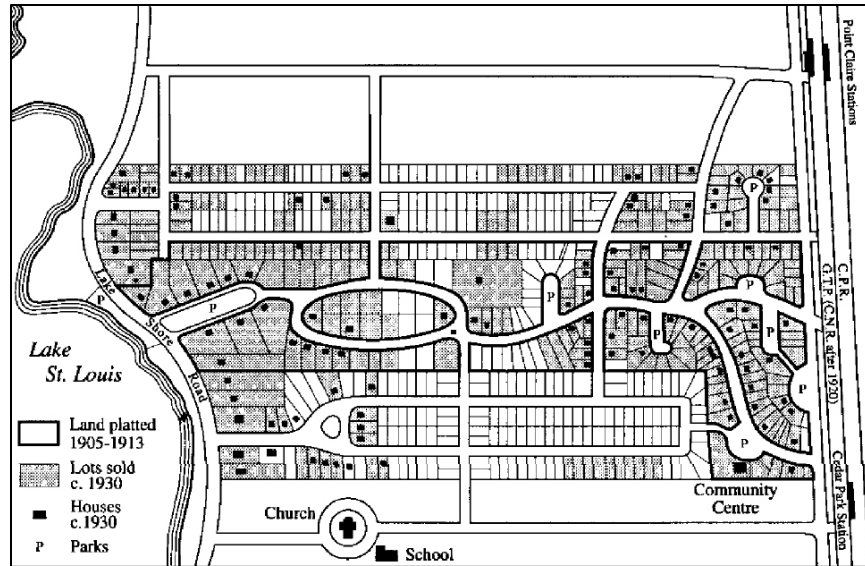 Point Claire Stations
P
C.P.R.
G.T.P. (C.N.R. after 1920)
P
P
P
P
P
Lake
Shore
Road
P
P
P
Lake
St. Louis
Land platted
1905-1913
Lots sold
c. 1930
Houses
c.1930
P Parks
P
Community
Centre
Cedar Park Station
Church
School